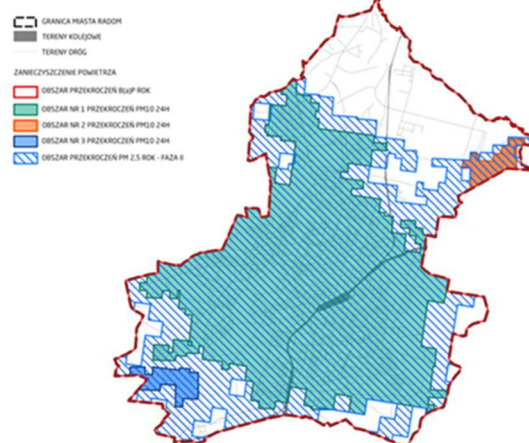 GRANICA MIASTA RADOM
TERENY KOLEJOWE
TERENY DRÓG
ZANIECZYSZCZENIE POWIETRZA
OBSZAR PRZEKROCZEŃ B(a)P ROK
OBSZAR NR 1 PRZEKROCZEŃ PM10 24H
OBSZAR NR 2 PRZEKROCZEŃ PM10 24H
OBSZAR NR 3 PRZEKROCZEŃ PM10 24H
OBSZAR PRZEKROCZEŃ PM 2,5 ROK - FAZA II